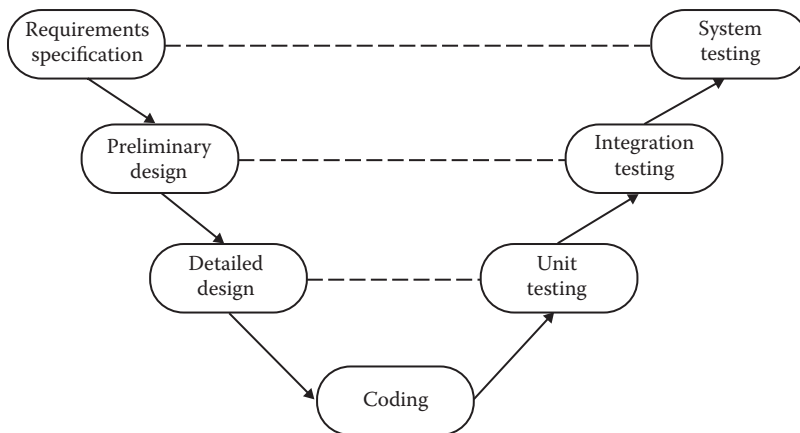 Requirements
specification
System
testing
Preliminary
design
Integration
testing
Detailed
design
Unit
testing
Coding